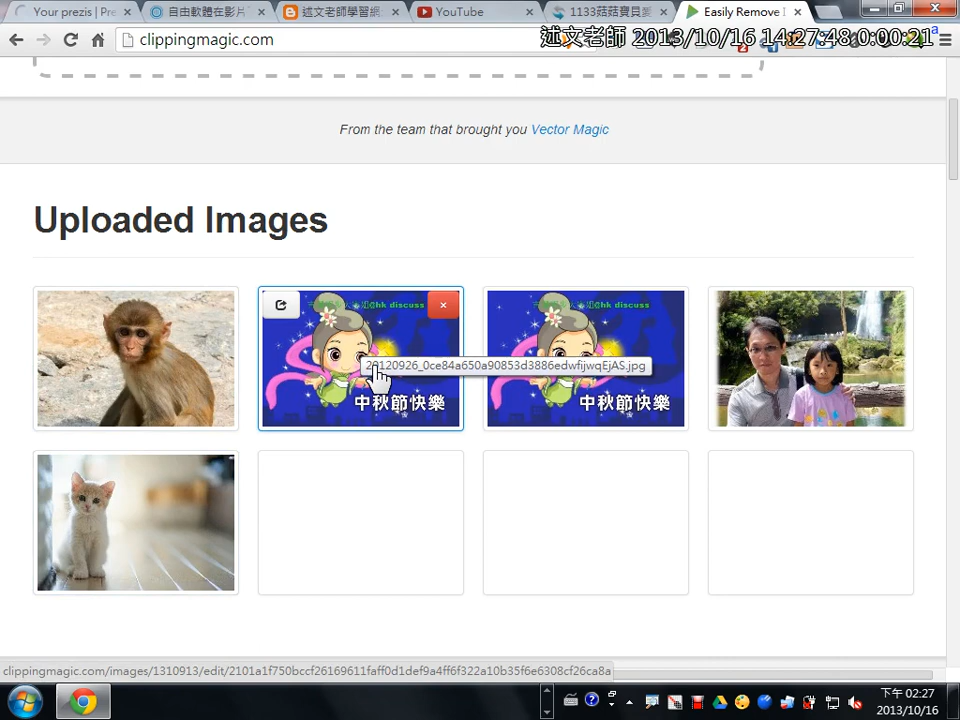 Your prezis | Pre
自由軟體在影片
述文老師學習網
YouTube
1133菇菇寶貝
Easily Remove I
clippingmagic.com
述文老師 2013/10/16 14:27:48 0:00:21
From the team that brought you Vector Magic
Uploaded Images
@hk discuss
@hk discuss
20120926_0ce84a650a90853d3886edwfijwqEjAS.jpg
中秋節快樂
中秋節快樂
clippingmagic.com/images/1310913/edit/2101a1f750bccf26169611faff0d1def9a4ff6f322a10b35f6e6308cf26ca8a
下午 02:27
2013/10/16